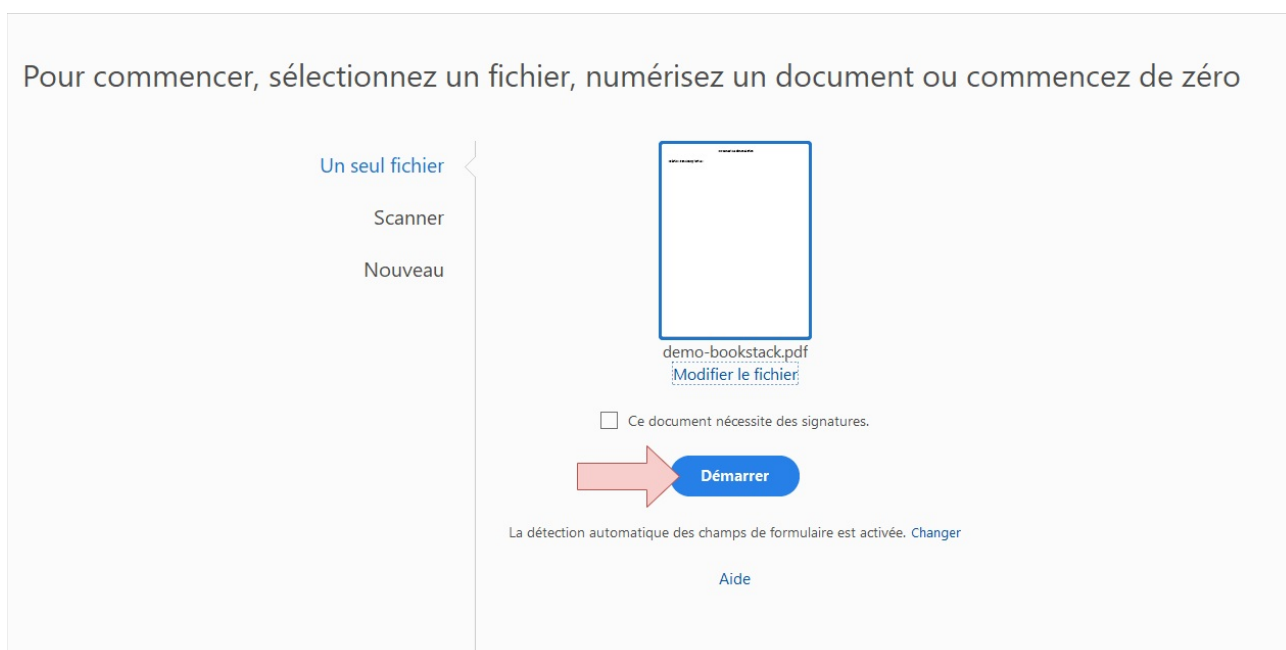 Pour commencer, sélectionnez un fichier, numérisez un document ou commencez de zéro
Un seul fichier
Scanner
Nouveau
demo-bookstack.pdf
Modifier le fichier
Ce document nécessite des signatures.
Démarrer
La détection automatique des champs de formulaire est activée. Changer
Aide